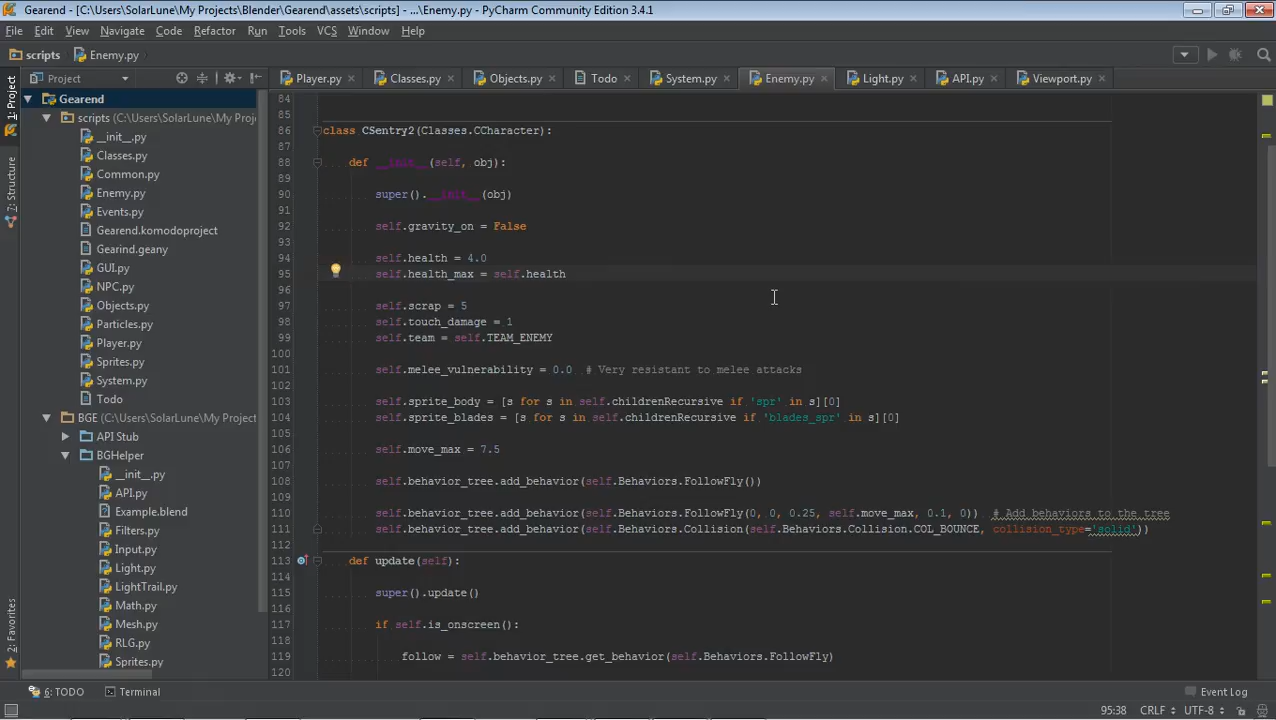 Gearend - [C:\Users\SolarLune\My Projects\Blender\Gearend\assets\scripts] - ...\Enemy.py - PyCharm Community Edition 3.4.1
File Edit View Navigate Code Refactor Run Tools VCS Window Help
scripts Enemy.py
Project Player.py Classes.py Objects.py Todo System.py Enemy.py Light.py API.py Viewport.py
1: Project
7: Structure
2: Favorites
Gearend
scripts (C:\Users\SolarLune\My Proj
__init__.py
Classes.py
Common.py
Enemy.py
Events.py
Gearend.komodoproject
Gearind.geany
GUI.py
NPC.py
Objects.py
Particles.py
Player.py
Sprites.py
System.py
Todo
BGE (C:\Users\SolarLune\My Project
API Stub
BGHelper
__init__.py
API.py
Example.blend
Filters.py
Input.py
Light.py
LightTrail.py
Math.py
Mesh.py
RLG.py
Sprites.py
84
85
86 class CSentry2(Classes.CCharacter):
87
88 def __init__(self, obj):
89
90 super().__init__(obj)
91
92 self.gravity_on = False
93
94 self.health = 4.0
95 self.health_max = self.health
96
97 self.scrap = 5
98 self.touch_damage = 1
99 self.team = self.TEAM_ENEMY
100
101 self.melee_vulnerability = 0.0 # Very resistant to melee attacks
102
103 self.sprite_body = [s for s in self.childrenRecursive if 'spr' in s][0]
104 self.sprite_blades = [s for s in self.childrenRecursive if 'blades_spr' in s][0]
105
106 self.move_max = 7.5
107
108 self.behavior_tree.add_behavior(self.Behaviors.FollowFly())
109
110 self.behavior_tree.add_behavior(self.Behaviors.FollowFly(0, 0, 0.25, self.move_max, 0.1, 0)) # Add behaviors to the tree
111 self.behavior_tree.add_behavior(self.Behaviors.Collision(self.Behaviors.Collision.COL_BOUNCE, collision_type='solid'))
112
113 def update(self):
114
115 super().update()
116
117 if self.is_onscreen():
118
119 follow = self.behavior_tree.get_behavior(self.Behaviors.FollowFly)
120
6: TODO Terminal Event Log
95:38 CRLF UTF-8